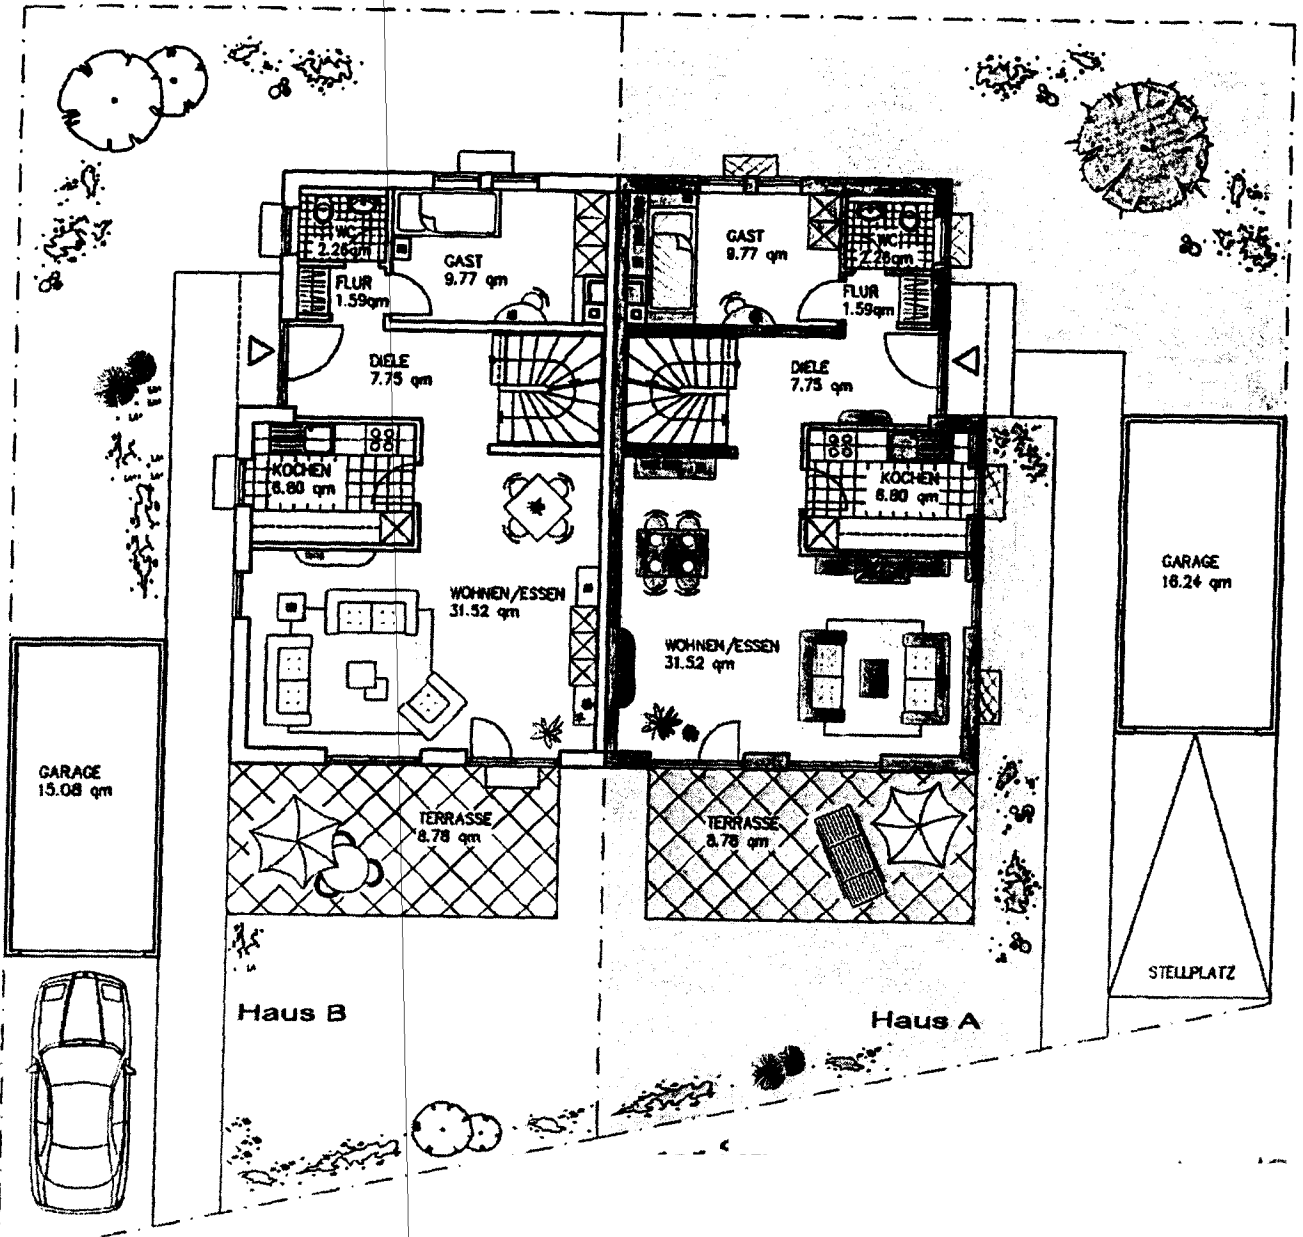 WC
2.26qm
GAST
9.77 qm
FLUR
1.59qm
DIELE
7.75 qm
KOCHEN
6.80 qm
WOHNEN/ESSEN
31.52 qm
GARAGE
15.08 qm
TERRASSE
8.78 qm
Haus B
GAST
9.77 qm
WC
2.26qm
FLUR
1.59qm
DIELE
7.75 qm
KOCHEN
6.80 qm
WOHNEN/ESSEN
31.52 qm
GARAGE
16.24 qm
TERRASSE
8.78 qm
STELLPLATZ
Haus A